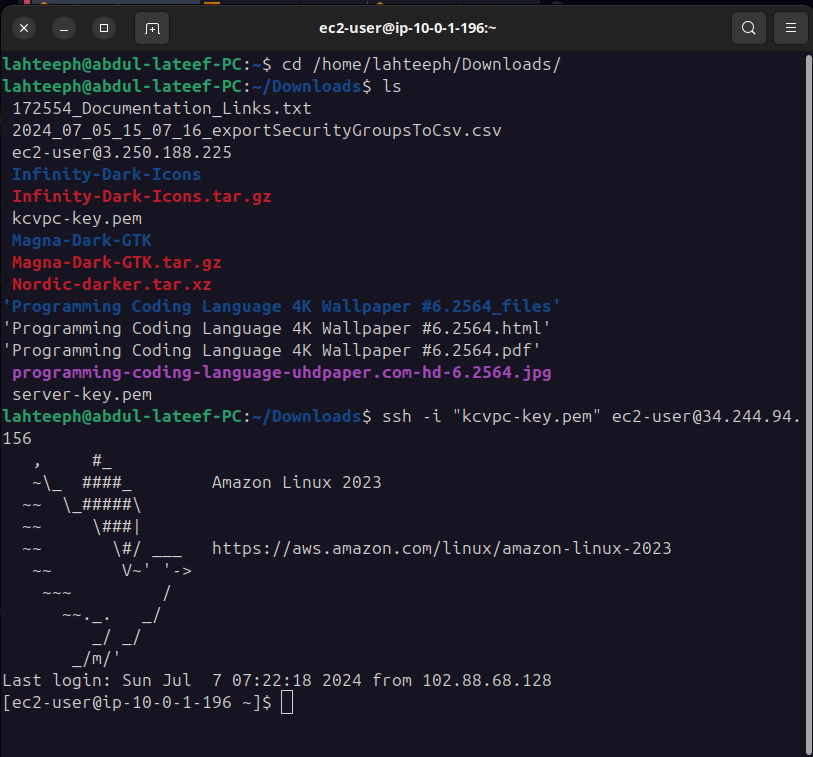 ec2-user@ip-10-0-1-196:~
lahteeph@abdul-lateef-PC:~$ cd /home/lahteeph/Downloads/
lahteeph@abdul-lateef-PC:~/Downloads$ ls
 172554_Documentation_Links.txt
 2024_07_05_15_07_16_exportSecurityGroupsToCsv.csv
 ec2-user@3.250.188.225
 Infinity-Dark-Icons
 Infinity-Dark-Icons.tar.gz
 kcvpc-key.pem
 Magna-Dark-GTK
 Magna-Dark-GTK.tar.gz
 Nordic-darker.tar.xz
'Programming Coding Language 4K Wallpaper #6.2564_files'
'Programming Coding Language 4K Wallpaper #6.2564.html'
'Programming Coding Language 4K Wallpaper #6.2564.pdf'
 programming-coding-language-uhdpaper.com-hd-6.2564.jpg
 server-key.pem
lahteeph@abdul-lateef-PC:~/Downloads$ ssh -i "kcvpc-key.pem" ec2-user@34.244.94.
156
   ,     #_
   ~\_  ####_        Amazon Linux 2023
  ~~  \_#####\
  ~~     \###|
  ~~       \#/ ___   https://aws.amazon.com/linux/amazon-linux-2023
   ~~       V~' '->
    ~~~         /
      ~~._.   _/
         _/ _/
       _/m/'
Last login: Sun Jul  7 07:22:18 2024 from 102.88.68.128
[ec2-user@ip-10-0-1-196 ~]$